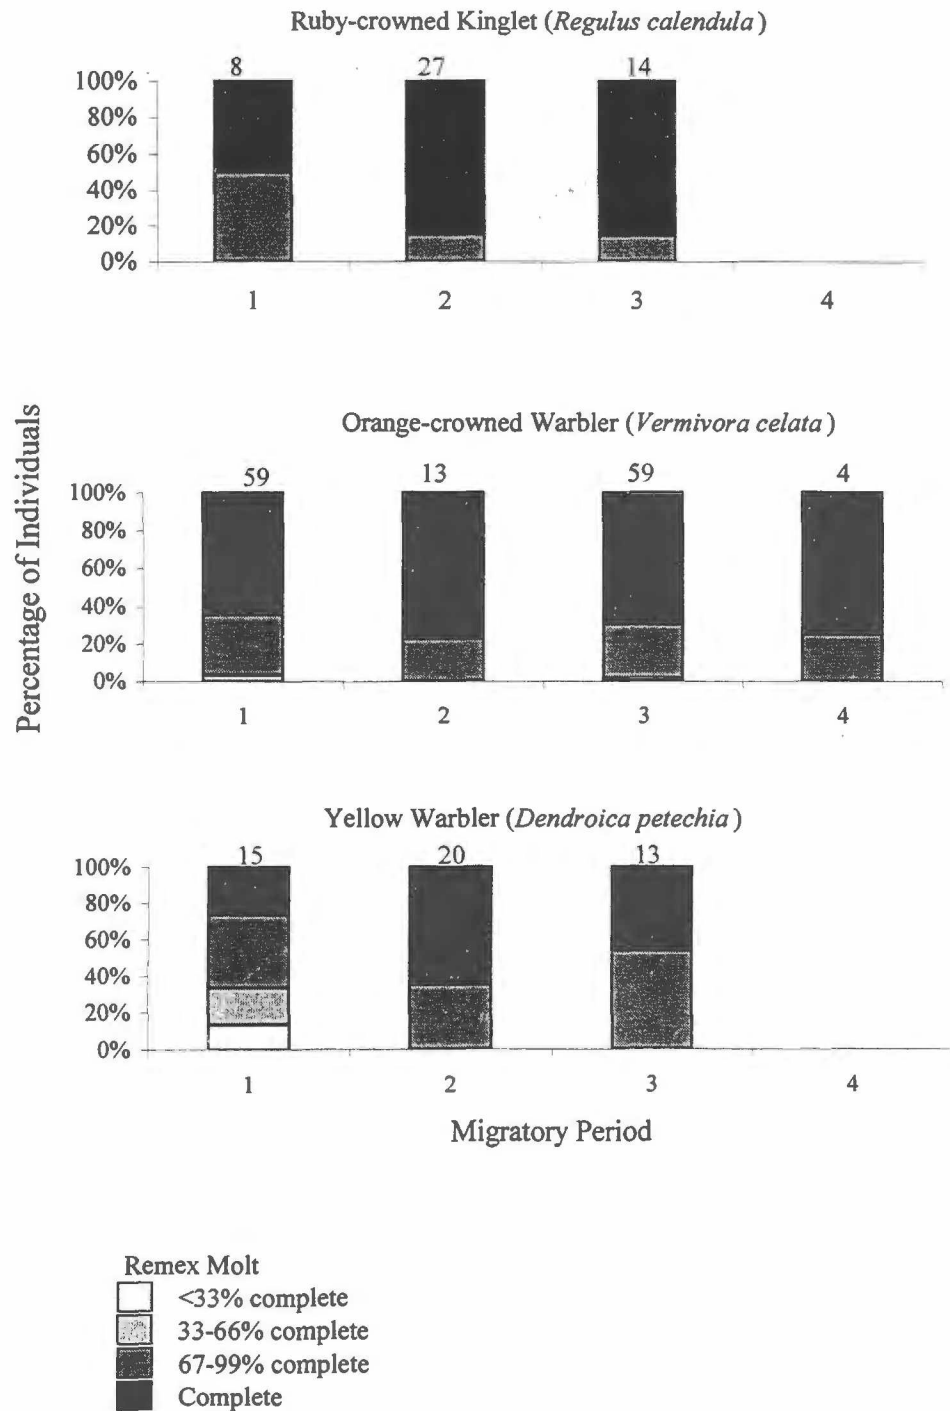 Ruby-crowned Kinglet (Regulus calendula)
8 27 14
100%
80%
60%
40%
20%
0%
1 2 3 4
Percentage of Individuals
Orange-crowned Warbler (Vermivora celata)
59 13 59 4
100%
80%
60%
40%
20%
0%
1 2 3 4
Yellow Warbler (Dendroica petechia)
15 20 13
100%
80%
60%
40%
20%
0%
1 2 3 4
Migratory Period
Remex Molt
<33% complete
33-66% complete
67-99% complete
Complete